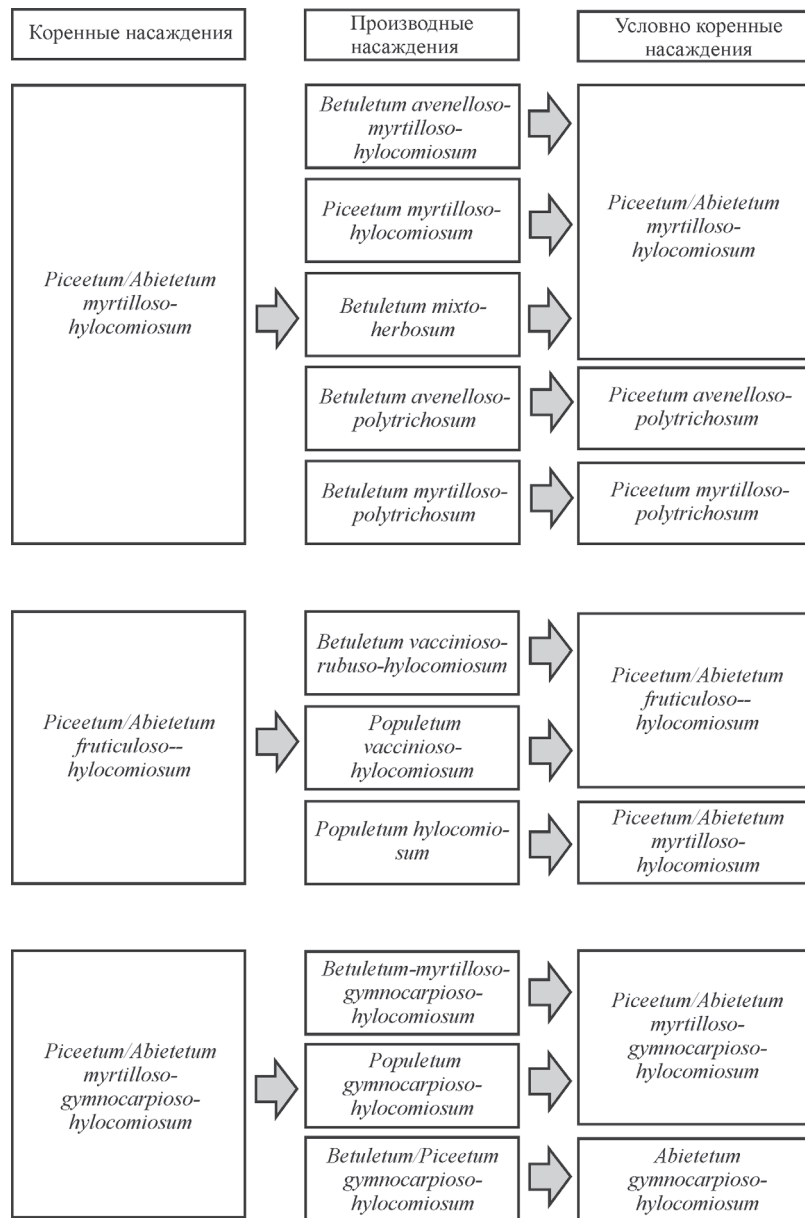 Коренные насаждения
Производные
насаждения
Условно коренные
насаждения
Piceetum/Abietetum
myrtilloso-
hylocomiosum
Betuletum avenelloso-
myrtilloso-
hylocomiosum
Piceetum myrtilloso-
hylocomiosum
Betuletum mixto-
herbosum
Betuletum avenelloso-
polytrichosum
Betuletum myrtilloso-
polytrichosum
Piceetum/Abietetum
myrtilloso-
hylocomiosum
Piceetum avenelloso-
polytrichosum
Piceetum myrtilloso-
polytrichosum
Piceetum/Abietetum
fruticuloso--
hylocomiosum
Betuletum vaccinioso-
rubuso-hylocomiosum
Populetum
vaccinioso-
hylocomiosum
Populetum hylocomio-
sum
Piceetum/Abietetum
fruticuloso--
hylocomiosum
Piceetum/Abietetum
myrtilloso-
hylocomiosum
Piceetum/Abietetum
myrtilloso-
gymnocarpioso-
hylocomiosum
Betuletum-myrtilloso-
gymnocarpioso-
hylocomiosum
Populetum
gymnocarpioso-
hylocomiosum
Betuletum/Piceetum
gymnocarpioso-
hylocomiosum
Piceetum/Abietetum
myrtilloso-
gymnocarpioso-
hylocomiosum
Abietetum
gymnocarpioso-
hylocomiosum